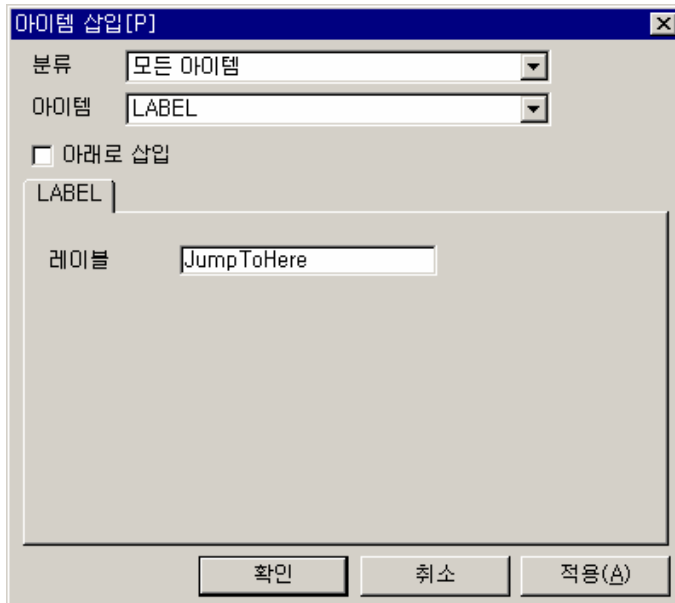 아이템 삽입[P]
분류 모든 아이템
아이템 LABEL
아래로 삽입
LABEL
레이블 JumpToHere
확인 취소 적용(A)